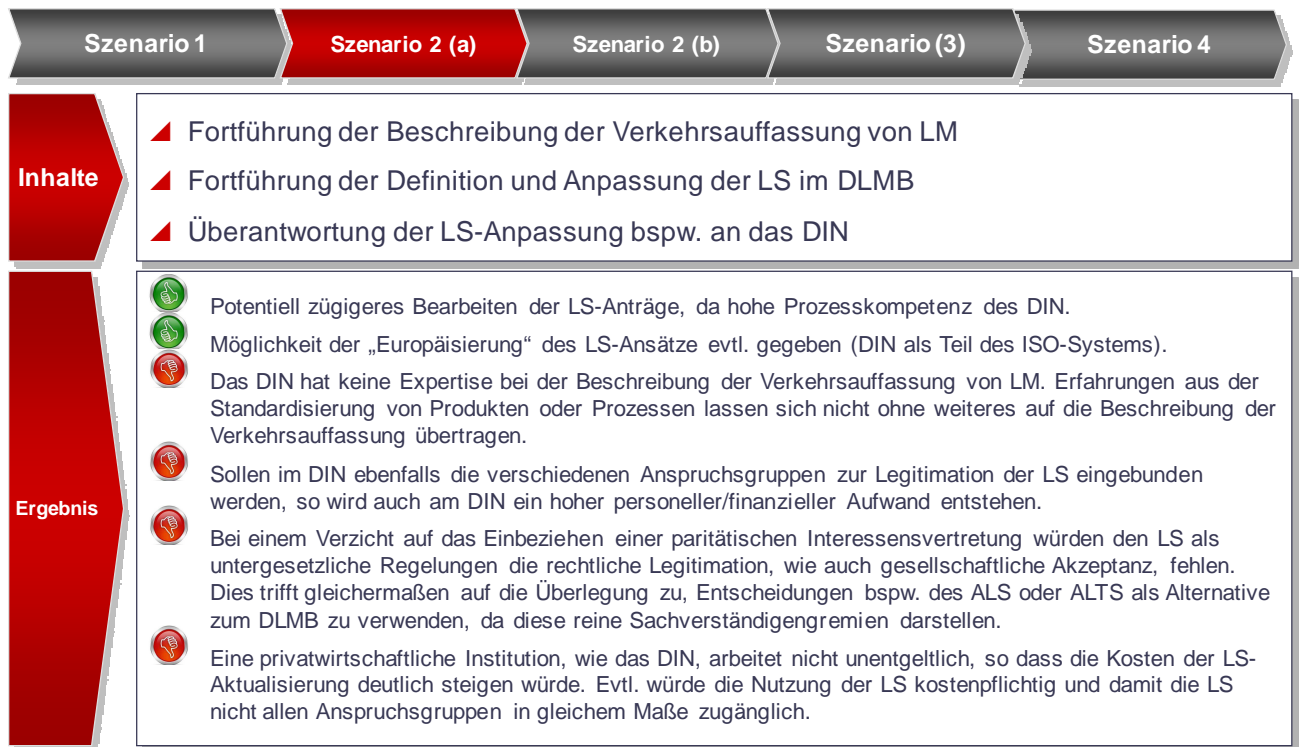 Szenario 1
Szenario 2 (a)
Szenario 2 (b)
Szenario (3)
Szenario 4
Inhalte
Fortführung der Beschreibung der Verkehrsauffassung von LM
Fortführung der Definition und Anpassung der LS im DLMB
Überantwortung der LS-Anpassung bspw. an das DIN
Ergebnis
Potentiell zügigeres Bearbeiten der LS-Anträge, da hohe Prozesskompetenz des DIN.
Möglichkeit der „Europäisierung“ des LS-Ansätze evtl. gegeben (DIN als Teil des ISO-Systems).
Das DIN hat keine Expertise bei der Beschreibung der Verkehrsauffassung von LM. Erfahrungen aus der
Standardisierung von Produkten oder Prozessen lassen sich nicht ohne weiteres auf die Beschreibung der
Verkehrsauffassung übertragen.
Sollen im DIN ebenfalls die verschiedenen Anspruchsgruppen zur Legitimation der LS eingebunden
werden, so wird auch am DIN ein hoher personeller/finanzieller Aufwand entstehen.
Bei einem Verzicht auf das Einbeziehen einer paritätischen Interessensvertretung würden den LS als
untergesetzliche Regelungen die rechtliche Legitimation, wie auch gesellschaftliche Akzeptanz, fehlen.
Dies trifft gleichermaßen auf die Überlegung zu, Entscheidungen bspw. des ALS oder ALTS als Alternative
zum DLMB zu verwenden, da diese reine Sachverständigengremien darstellen.
Eine privatwirtschaftliche Institution, wie das DIN, arbeitet nicht unentgeltlich, so dass die Kosten der LS-
Aktualisierung deutlich steigen würde. Evtl. würde die Nutzung der LS kostenpflichtig und damit die LS
nicht allen Anspruchsgruppen in gleichem Maße zugänglich.